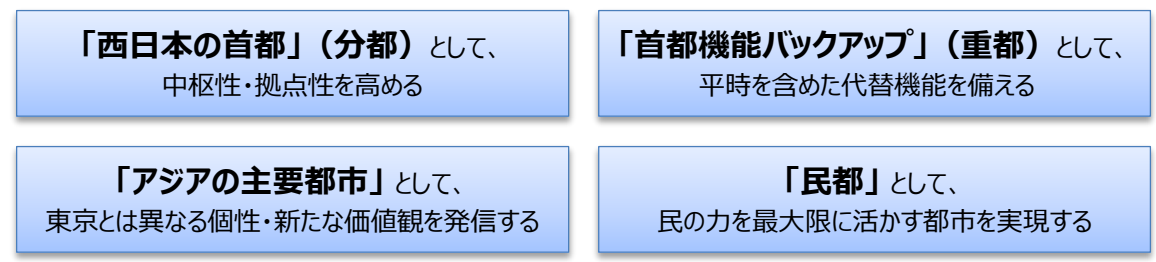 「西日本の首都」（分都）として、
中枢性・拠点性を高める
「首都機能バックアップ」（重都）として、
平時を含めた代替機能を備える
「アジアの主要都市」として、
東京とは異なる個性・新たな価値観を発信する
「民都」として、
民の力を最大限に活かす都市を実現する